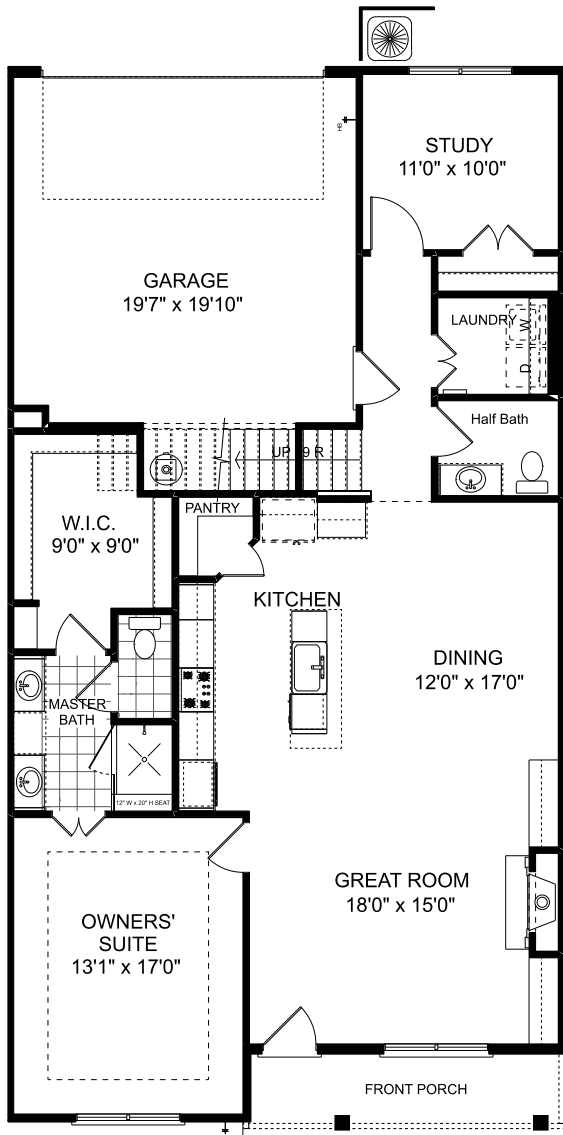 STUDY
11'0" x 10'0"
HB
GARAGE
19'7" x 19'10"
LAUNDRY
W
D
Half Bath
UP 19 R
PANTRY
W.I.C.
9'0" x 9'0"
KITCHEN
DINING
12'0" x 17'0"
MASTER
BATH
12" W x 20" H SEAT
GREAT ROOM
18'0" x 15'0"
OWNERS'
SUITE
13'1" x 17'0"
FRONT PORCH